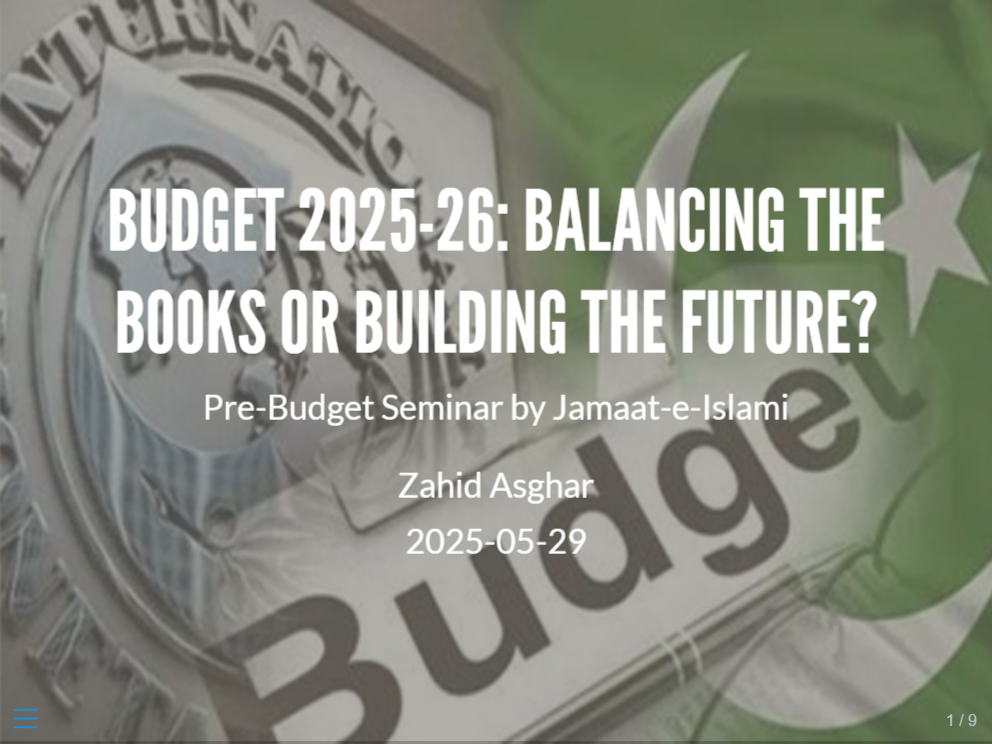 INTERNATIO
BUDGET 2025-26: BALANCING THE
BOOKS OR BUILDING THE FUTURE?
Pre-Budget Seminar by Jamaat-e-Islami
Zahid Asghar
2025-05-29
Budget
1 / 9